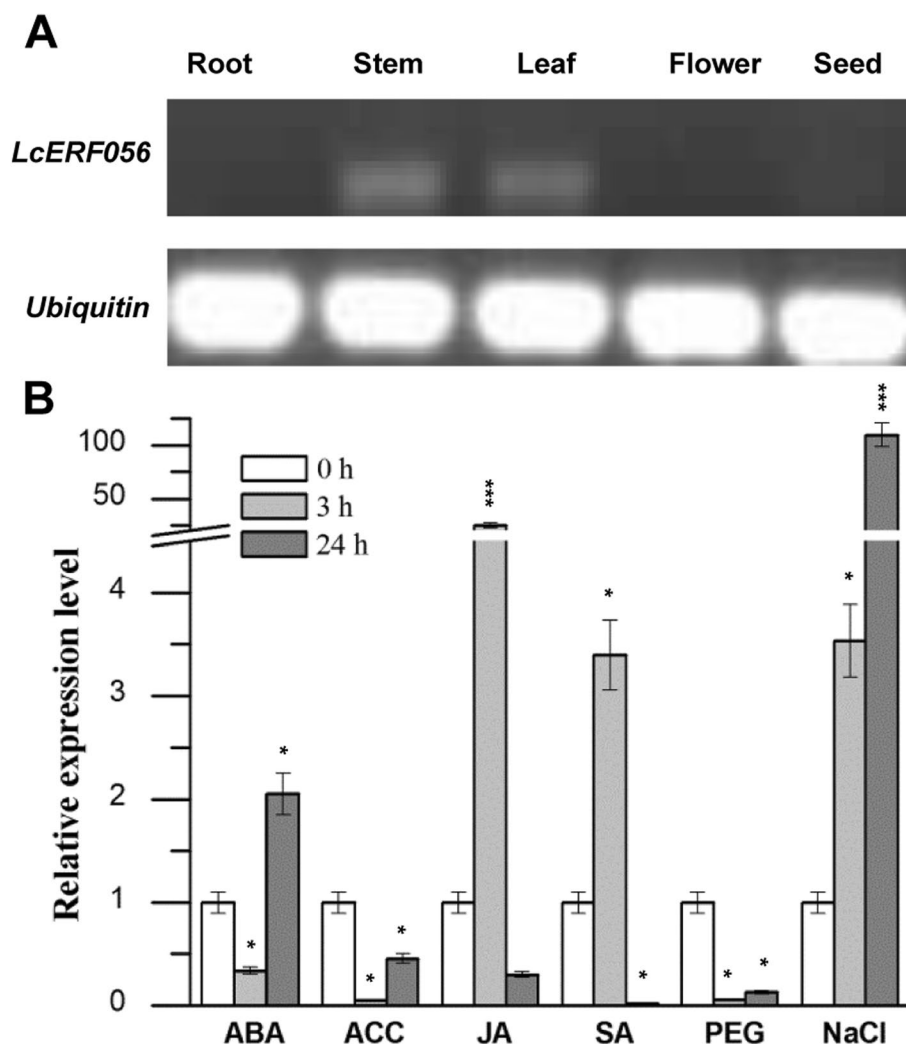 A
Root Stem Leaf Flower Seed
LcERF056
Ubiquitin
B
Relative expression level
100
50
4
3
2
1
0
0 h
3 h
24 h
*
*
*
*
***
*
*
*
*
*
***
ABA ACC JA SA PEG NaCl